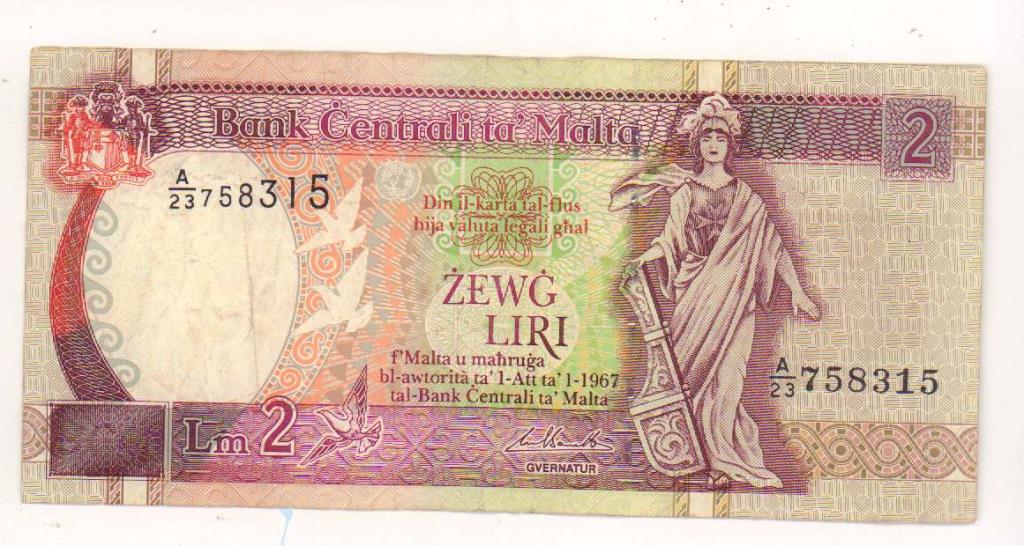 Bank Ċentrali ta' Malta
2
A/23 758315
Din il-karta tal-flus
hija valuta legali għal
ŻEWĠ
LIRI
f'Malta u maħruġa
bl-awtorità ta' l-Att ta' l-1967
tal-Bank Ċentrali ta' Malta
A/23 758315
Lm 2
GVERNATUR